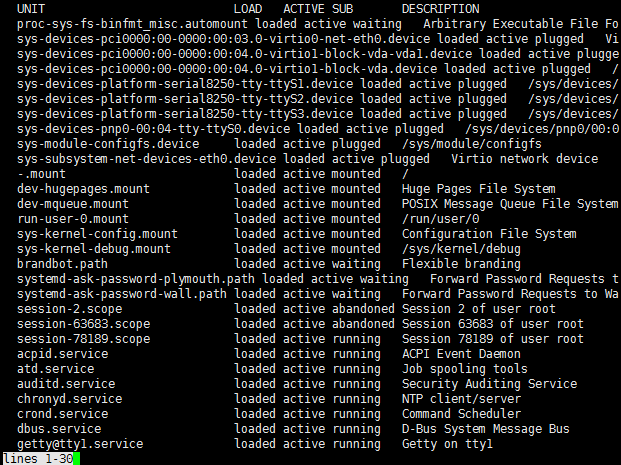 UNIT LOAD ACTIVE SUB DESCRIPTION
proc-sys-fs-binfmt_misc.automount loaded active waiting Arbitrary Executable File Fo
sys-devices-pci0000:00-0000:00:03.0-virtio0-net-eth0.device loaded active plugged Vi
sys-devices-pci0000:00-0000:00:04.0-virtio1-block-vda-vda1.device loaded active plugge
sys-devices-pci0000:00-0000:00:04.0-virtio1-block-vda.device loaded active plugged /
sys-devices-platform-serial8250-tty-ttyS1.device loaded active plugged /sys/devices/
sys-devices-platform-serial8250-tty-ttyS2.device loaded active plugged /sys/devices/
sys-devices-platform-serial8250-tty-ttyS3.device loaded active plugged /sys/devices/
sys-devices-pnp0-00:04-tty-ttyS0.device loaded active plugged /sys/devices/pnp0/00:0
sys-module-configfs.device loaded active plugged /sys/module/configfs
sys-subsystem-net-devices-eth0.device loaded active plugged Virtio network device
-.mount loaded active mounted /
dev-hugepages.mount loaded active mounted Huge Pages File System
dev-mqueue.mount loaded active mounted POSIX Message Queue File System
run-user-0.mount loaded active mounted /run/user/0
sys-kernel-config.mount loaded active mounted Configuration File System
sys-kernel-debug.mount loaded active mounted /sys/kernel/debug
brandbot.path loaded active waiting Flexible branding
systemd-ask-password-plymouth.path loaded active waiting Forward Password Requests t
systemd-ask-password-wall.path loaded active waiting Forward Password Requests to Wa
session-2.scope loaded active abandoned Session 2 of user root
session-63683.scope loaded active abandoned Session 63683 of user root
session-78189.scope loaded active running Session 78189 of user root
acpid.service loaded active running ACPI Event Daemon
atd.service loaded active running Job spooling tools
auditd.service loaded active running Security Auditing Service
chronyd.service loaded active running NTP client/server
crond.service loaded active running Command Scheduler
dbus.service loaded active running D-Bus System Message Bus
getty@tty1.service loaded active running Getty on tty1
lines 1-30